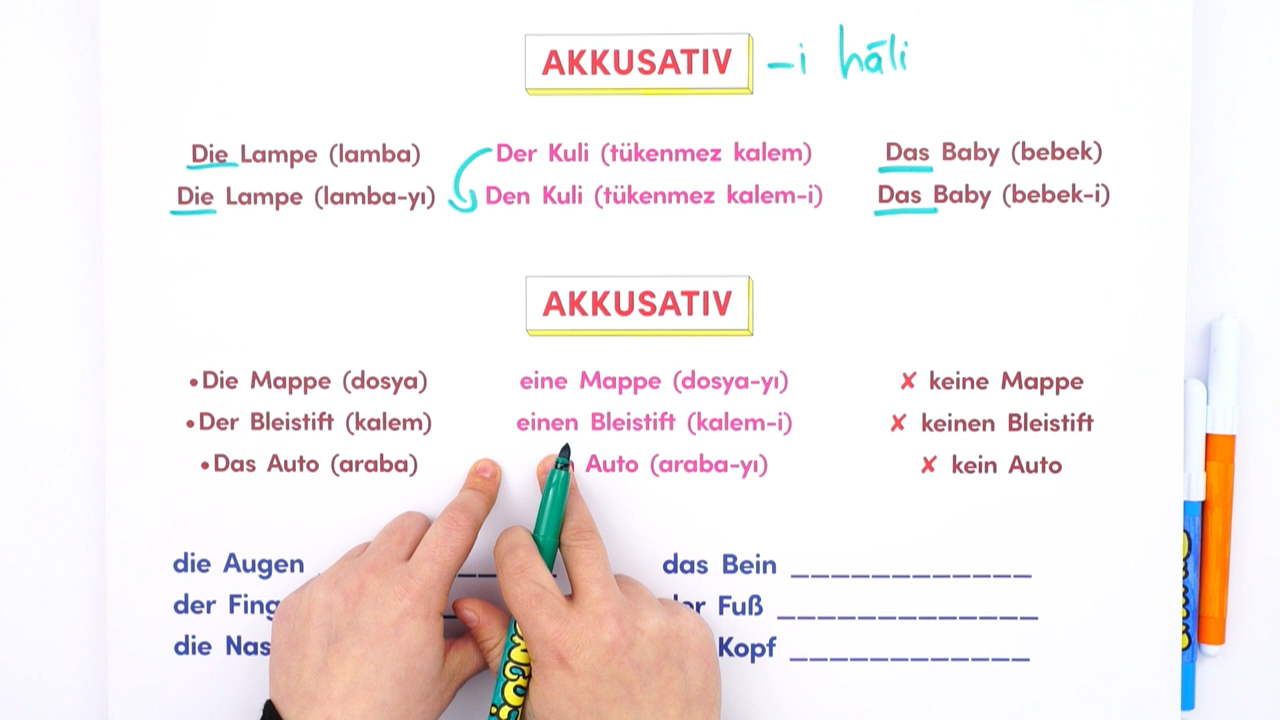 AKKUSATIV -i hāli
Die Lampe (lamba) Der Kuli (tükenmez kalem) Das Baby (bebek)
Die Lampe (lamba-yı) Den Kuli (tükenmez kalem-i) Das Baby (bebek-i)
AKKUSATIV
• Die Mappe (dosya) eine Mappe (dosya-yı) ✘ keine Mappe
• Der Bleistift (kalem) einen Bleistift (kalem-i) ✘ keinen Bleistift
• Das Auto (araba) Auto (araba-yı) ✘ kein Auto
die Augen das Bein
der Fuß
die Kopf